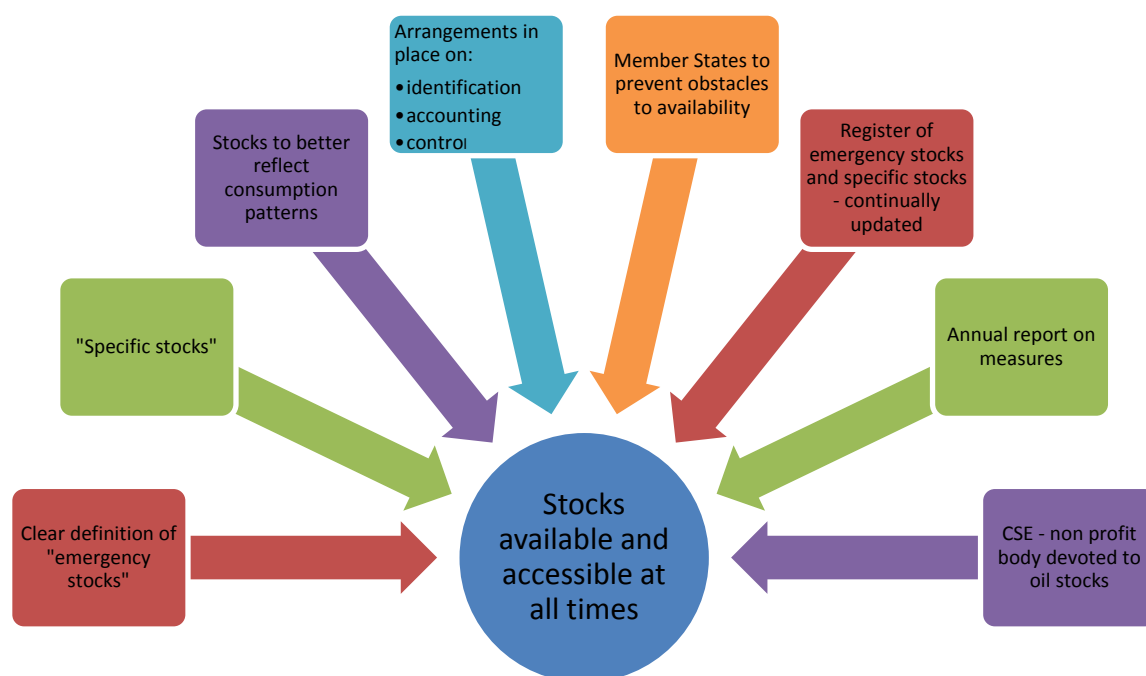 Arrangements in
place on:
•identification
•accounting
•control
Member States to
prevent obstacles
to availability
Stocks to better
reflect
consumption
patterns
Register of
emergency stocks
and specific stocks
- continually
updated
"Specific stocks"
Annual report on
measures
Clear definition of
"emergency
stocks"
CSE - non profit
body devoted to
oil stocks
Stocks
available and
accessible at
all times